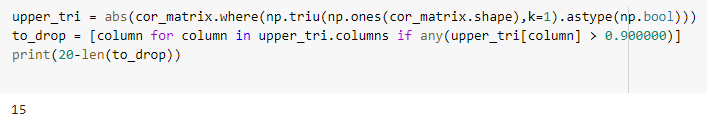 upper_tri = abs(cor_matrix.where(np.triu(np.ones(cor_matrix.shape),k=1).astype(np.bool)))
to_drop = [column for column in upper_tri.columns if any(upper_tri[column] > 0.900000)]
print(20-len(to_drop))
15